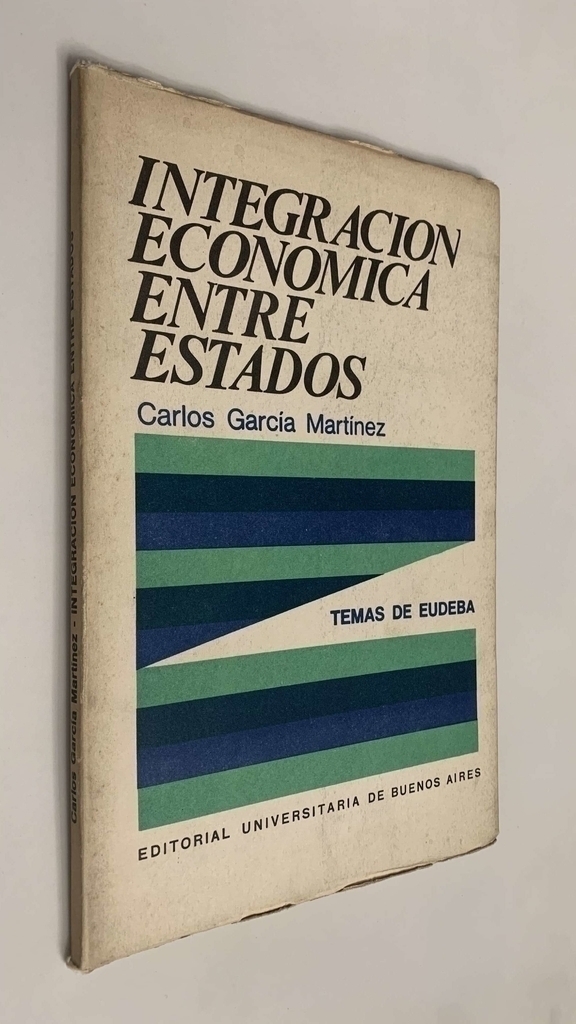 INTEGRACION
ECONOMICA
ENTRE
ESTADOS
Carlos García Martínez
TEMAS DE EUDEBA
EDITORIAL UNIVERSITARIA DE BUENOS AIRES
Carlos García Martínez - INTEGRACION ECONOMICA ENTRE ESTADOS